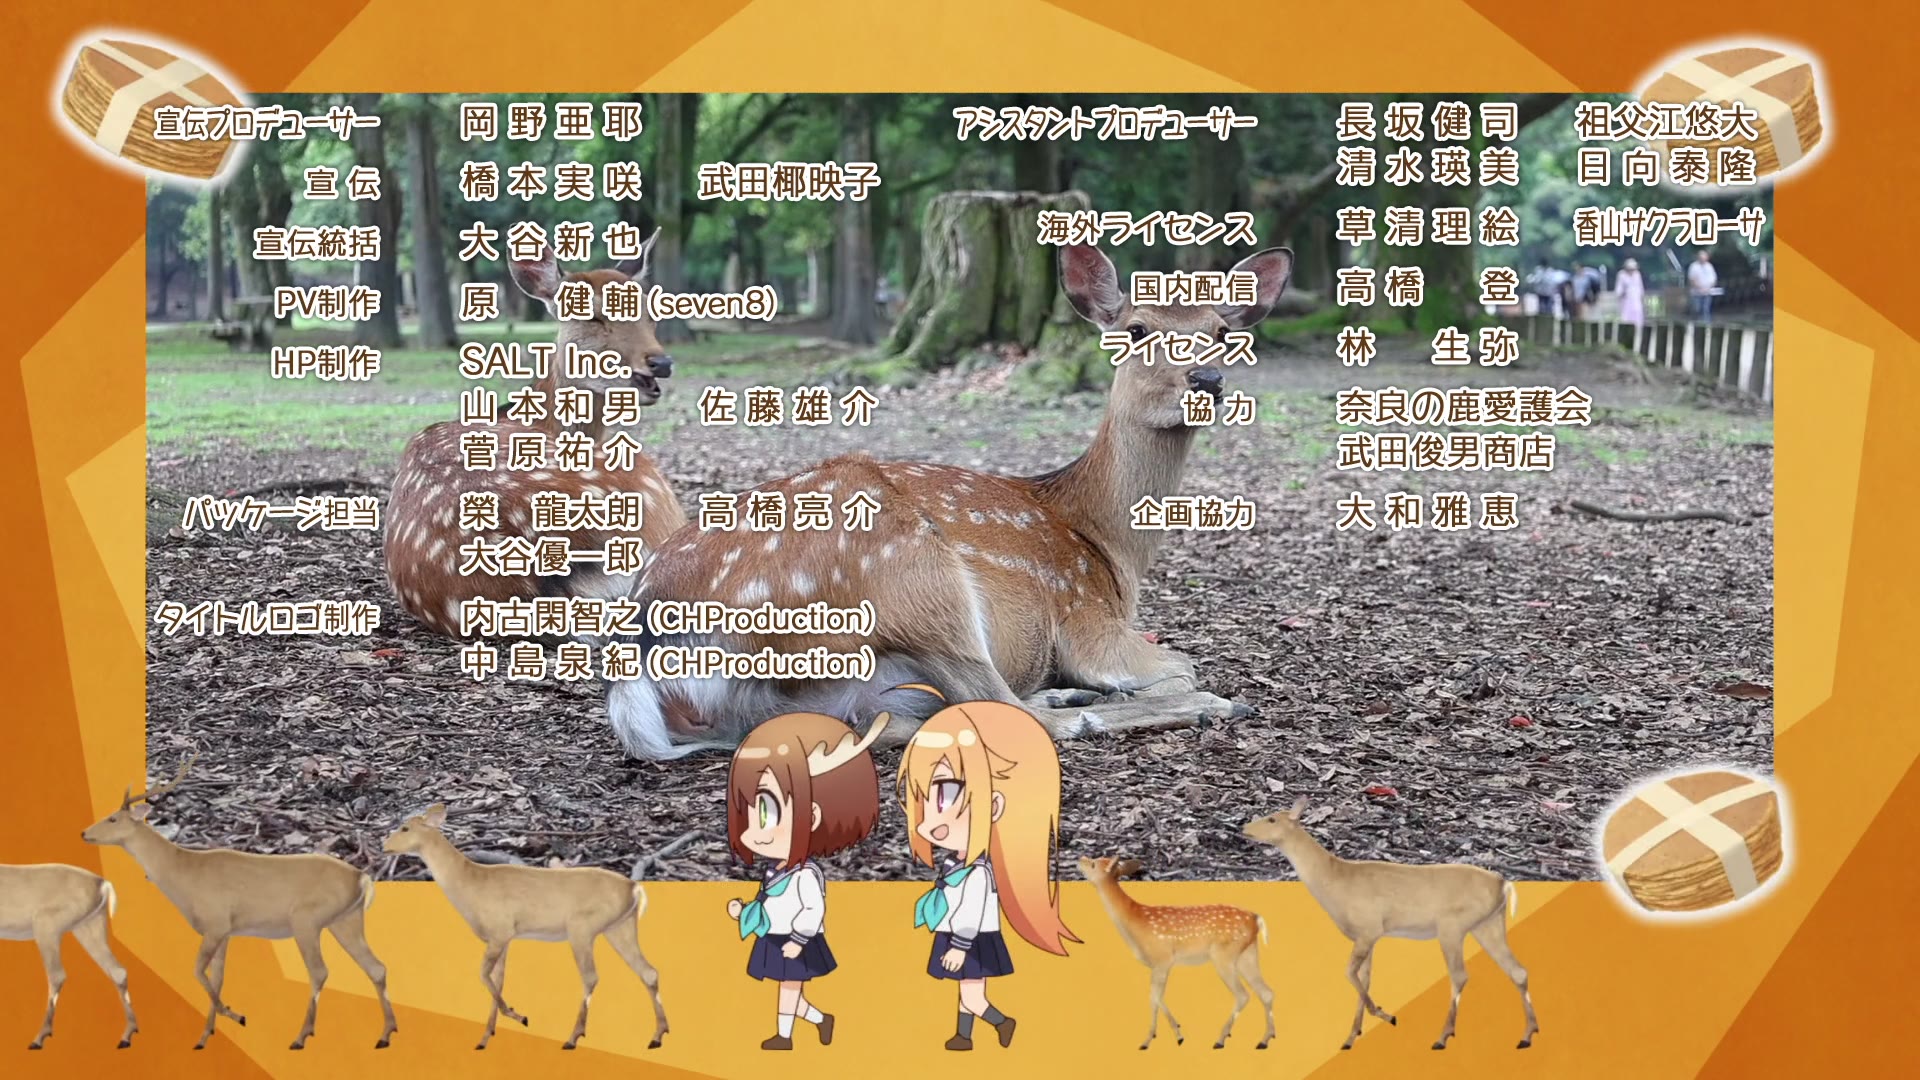 宣伝プロデューサー 岡野亜耶
宣伝 橋本実咲 武田椰映子
宣伝統括 大谷新也
PV制作 原 健輔(seven8)
HP制作 SALT Inc.
山本和男 佐藤雄介
菅原祐介
パッケージ担当 榮 龍太朗 高橋亮介
大谷優一郎
タイトルロゴ制作 内古閑智之(CHProduction)
中島泉紀(CHProduction)
アシスタントプロデューサー 長坂健司 祖父江悠大
清水瑛美 日向泰隆
海外ライセンス 草清理絵 香山サクラローサ
国内配信 高橋 登
ライセンス 林 生弥
協力 奈良の鹿愛護会
武田俊男商店
企画協力 大和雅恵